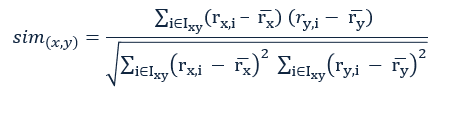 sim(x,y) = ∑i∈Ixy(rx,i − r̄x) (ry,i − r̄y) / √(∑i∈Ixy(rx,i − r̄x)² ∑i∈Ixy(ry,i − r̄y)²)